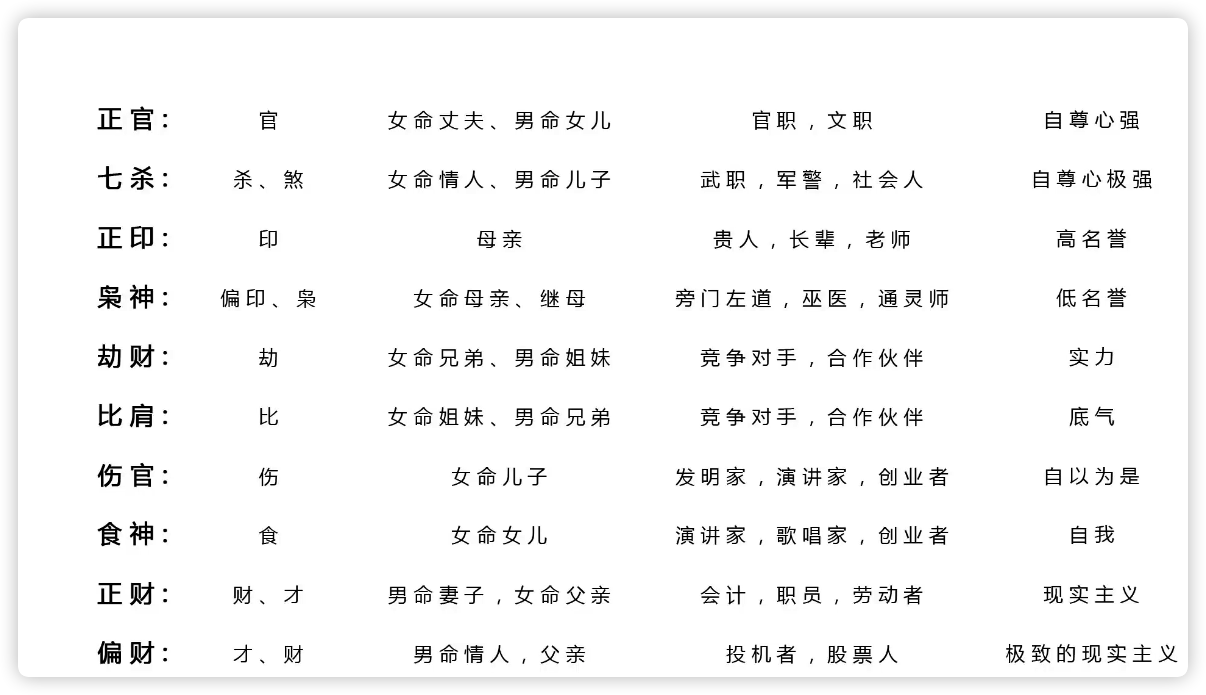 正官： 官 女命丈夫、男命女儿 官职，文职 自尊心强
七杀： 杀、煞 女命情人、男命儿子 武职，军警，社会人 自尊心极强
正印： 印 母亲 贵人，长辈，老师 高名誉
枭神： 偏印、枭 女命母亲、继母 旁门左道，巫医，通灵师 低名誉
劫财： 劫 女命兄弟、男命姐妹 竞争对手，合作伙伴 实力
比肩： 比 女命姐妹、男命兄弟 竞争对手，合作伙伴 底气
伤官： 伤 女命儿子 发明家，演讲家，创业者 自以为是
食神： 食 女命女儿 演讲家，歌唱家，创业者 自我
正财： 财、才 男命妻子，女命父亲 会计，职员，劳动者 现实主义
偏财： 才、财 男命情人，父亲 投机者，股票人 极致的现实主义